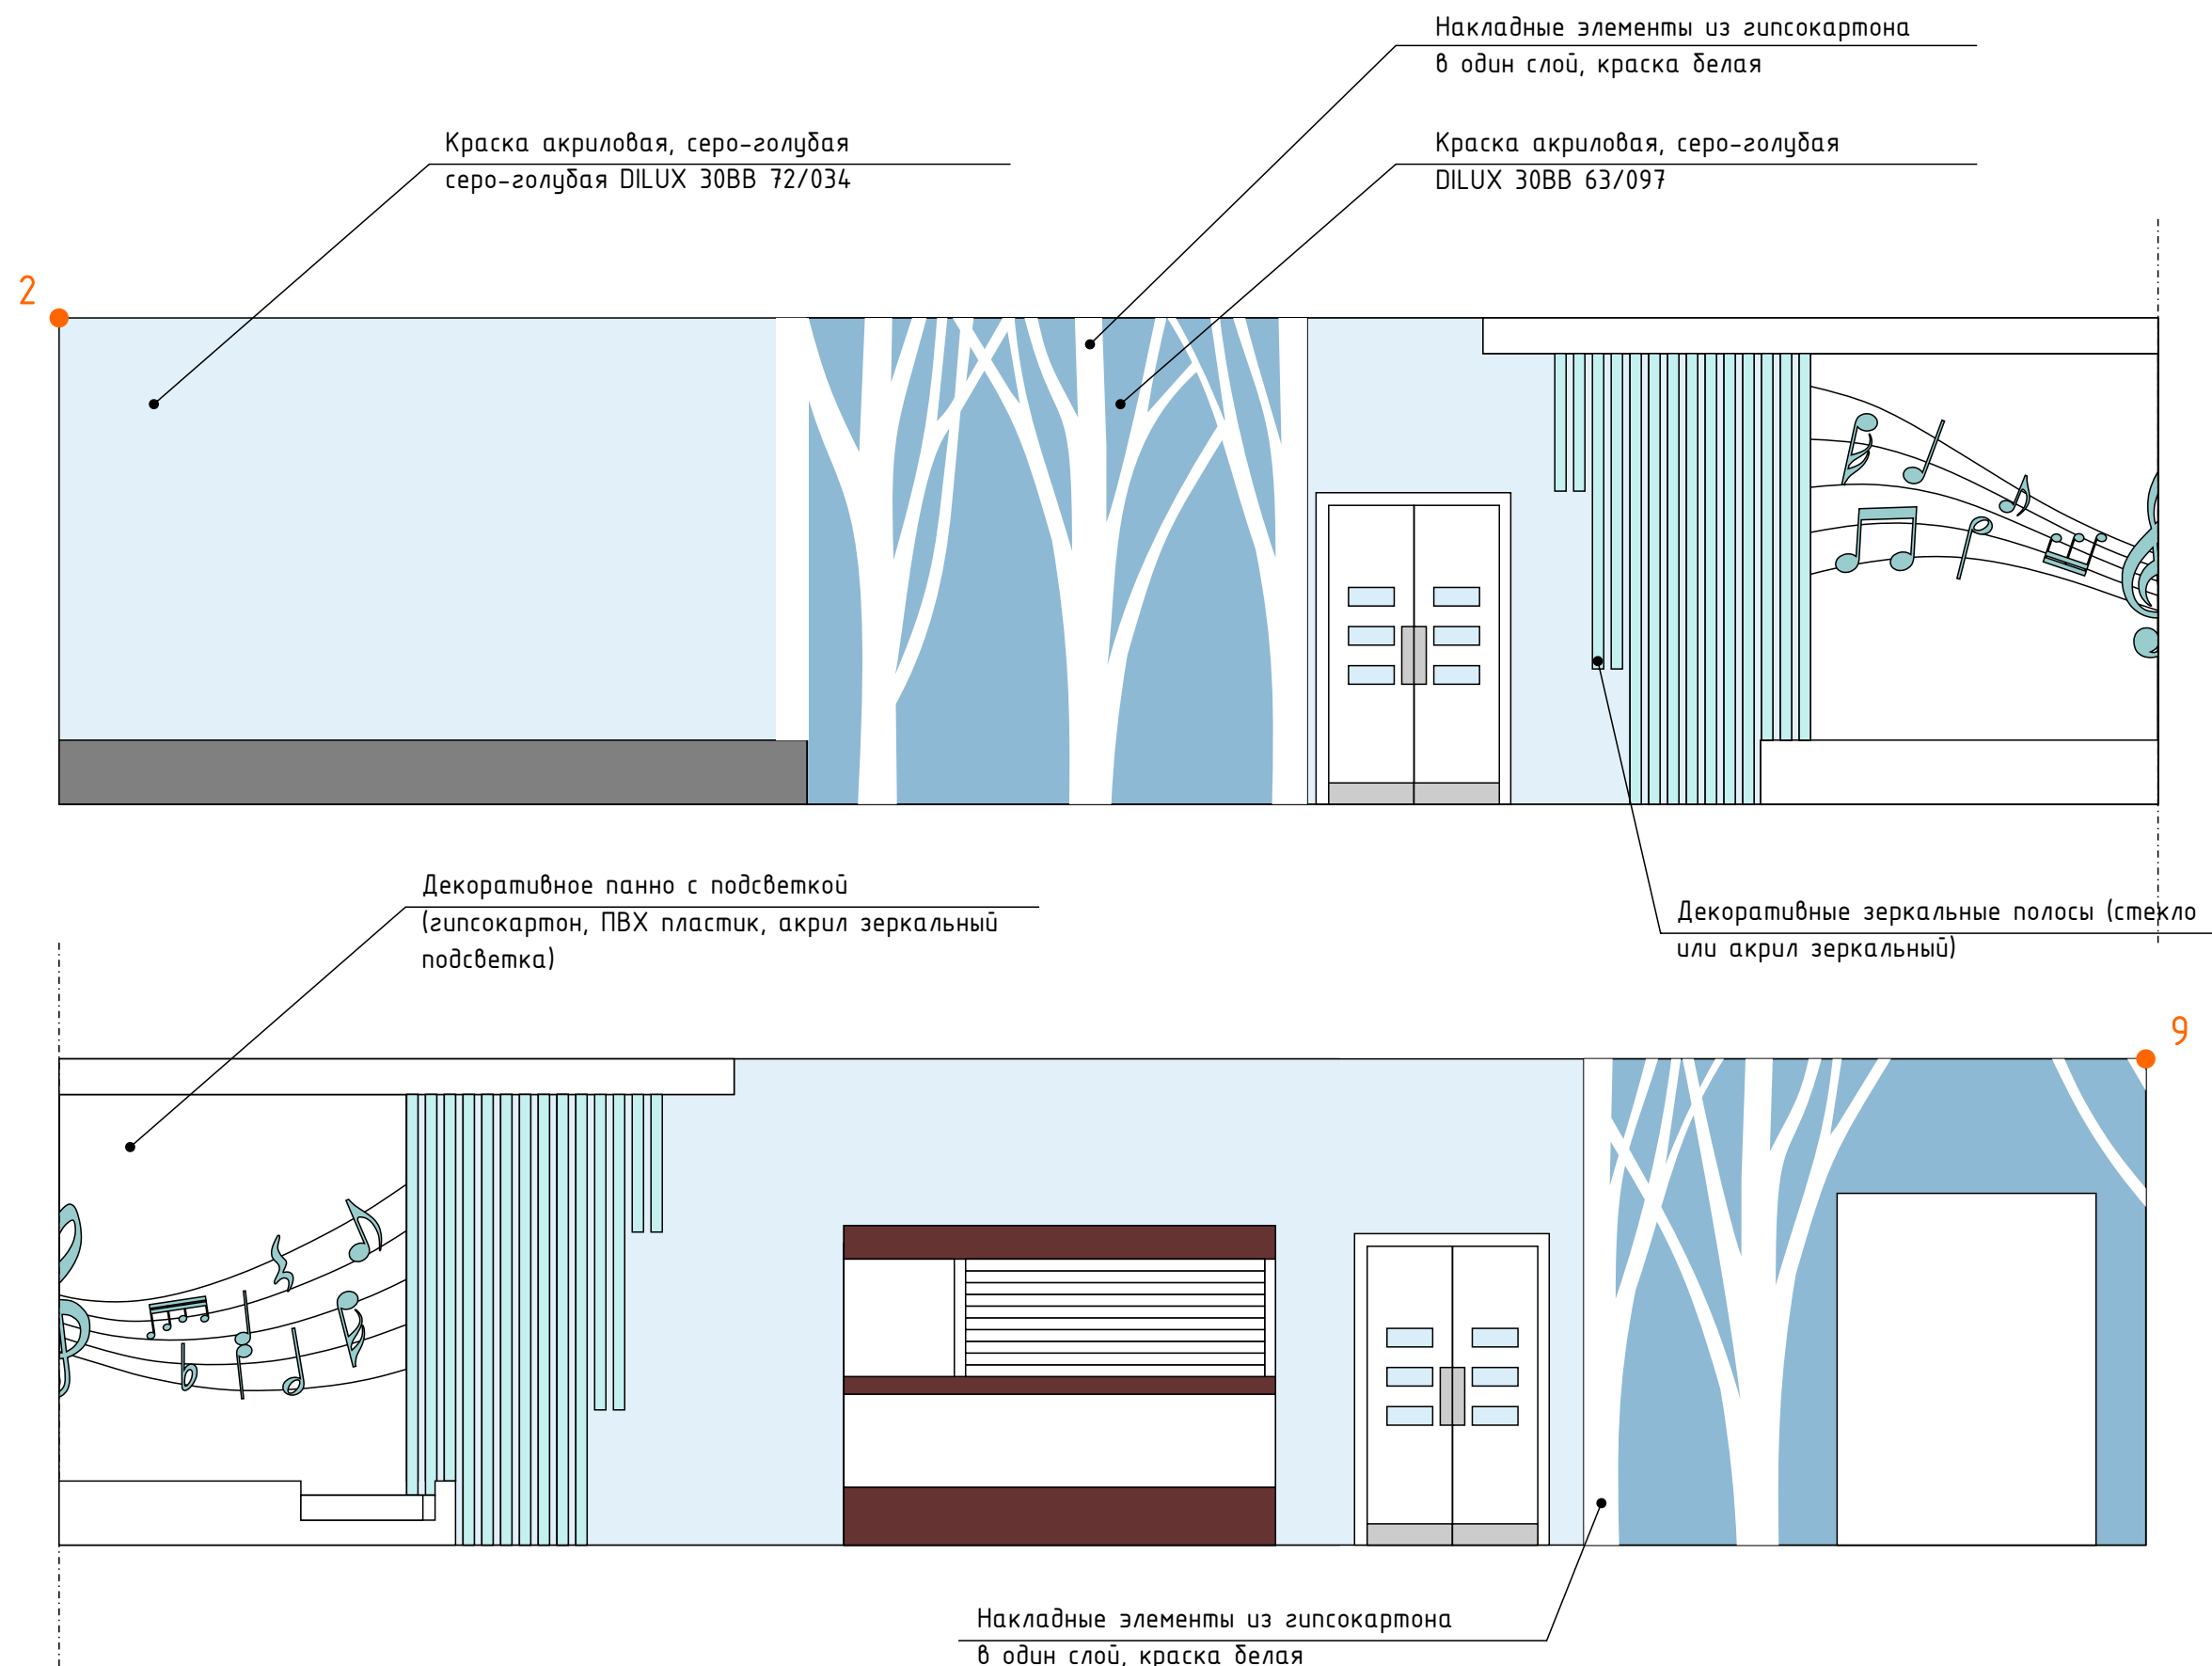 Накладные элементы из гипсокартона
в один слой, краска белая
Краска акриловая, серо-голубая
серо-голубая DILUX 30BB 72/034
Краска акриловая, серо-голубая
DILUX 30BB 63/097
2
Декоративное панно с подсветкой
(гипсокартон, ПВХ пластик, акрил зеркальный
подсветка)
Декоративные зеркальные полосы (стекло
или акрил зеркальный)
9
Накладные элементы из гипсокартона
в один слой, краска белая